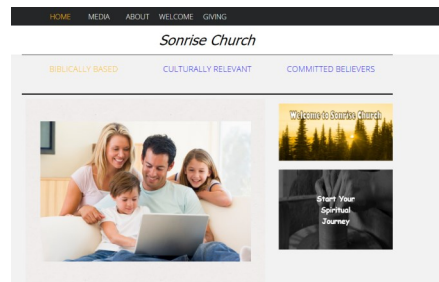 HOME MEDIA ABOUT WELCOME GIVING
Sonrise Church
BIBLICALLY BASED CULTURALLY RELEVANT COMMITTED BELIEVERS
Welcome to Sonrise Church
Start Your
Spiritual
Journey